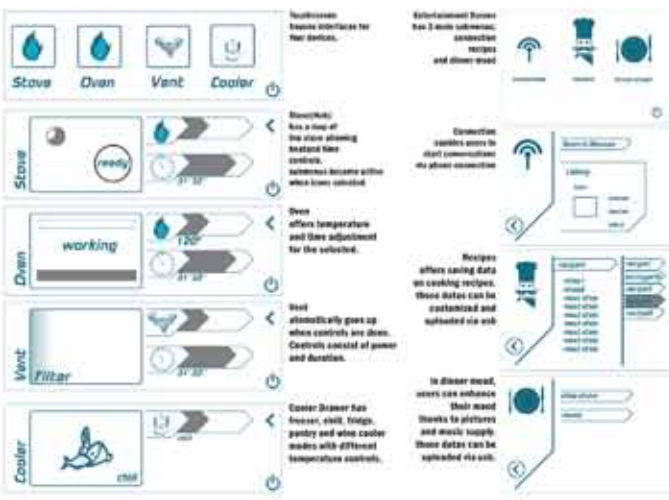 Touchscreen
houses interfaces for
four devices.
Stove
Oven
Vent
Cooler
Stove
ready
Stove(Hob)
has a map of
the stove allowing
heat and time
controls.
submenus become active
when icons selected
Oven
working
120°
Oven
offers temperature
and time adjustment
for the selected.
Vent
filter
Vent
atomatically goes up
when controls are done.
Controls consist of power
and duration.
Cooler
chill
Cooler Drawer has
freezer, chill, fridge,
pantry and wine cooler
modes with different
temperature controls.
Entertainment Screen
has 3 main submenus;
connection
recipes
and dinner mood
Connection
enables users to
start conversations
via phone connection
Recipes
offers saving data
on cooking recipes.
these datas can be
customized and
uploaded via usb
In dinner mood,
users can enhance
their mood
thanks to pictures
and music supply.
these datas can be
uploaded via usb.